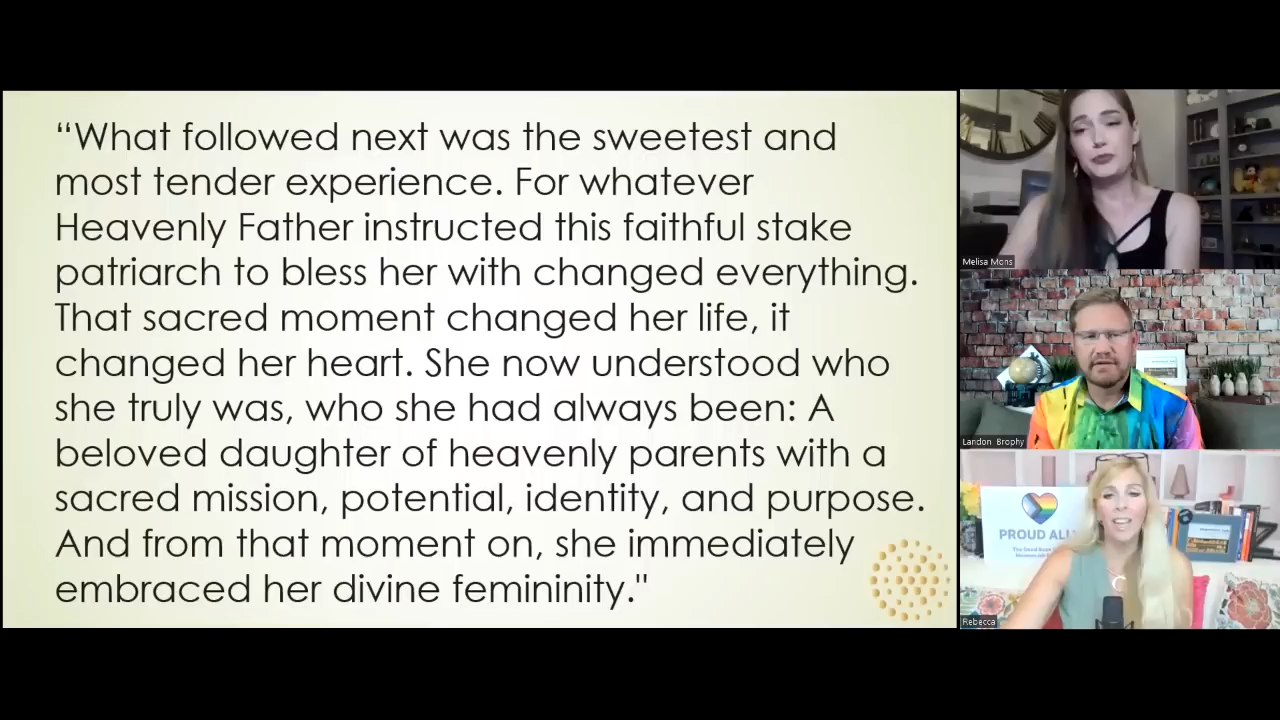 “What followed next was the sweetest and
most tender experience. For whatever
Heavenly Father instructed this faithful stake
patriarch to bless her with changed everything.
That sacred moment changed her life, it
changed her heart. She now understood who
she truly was, who she had always been: A
beloved daughter of heavenly parents with a
sacred mission, potential, identity, and purpose.
And from that moment on, she immediately
embraced her divine femininity."
Melisa Mons
Landon Brophy
PROUD ALLY
Rebecca